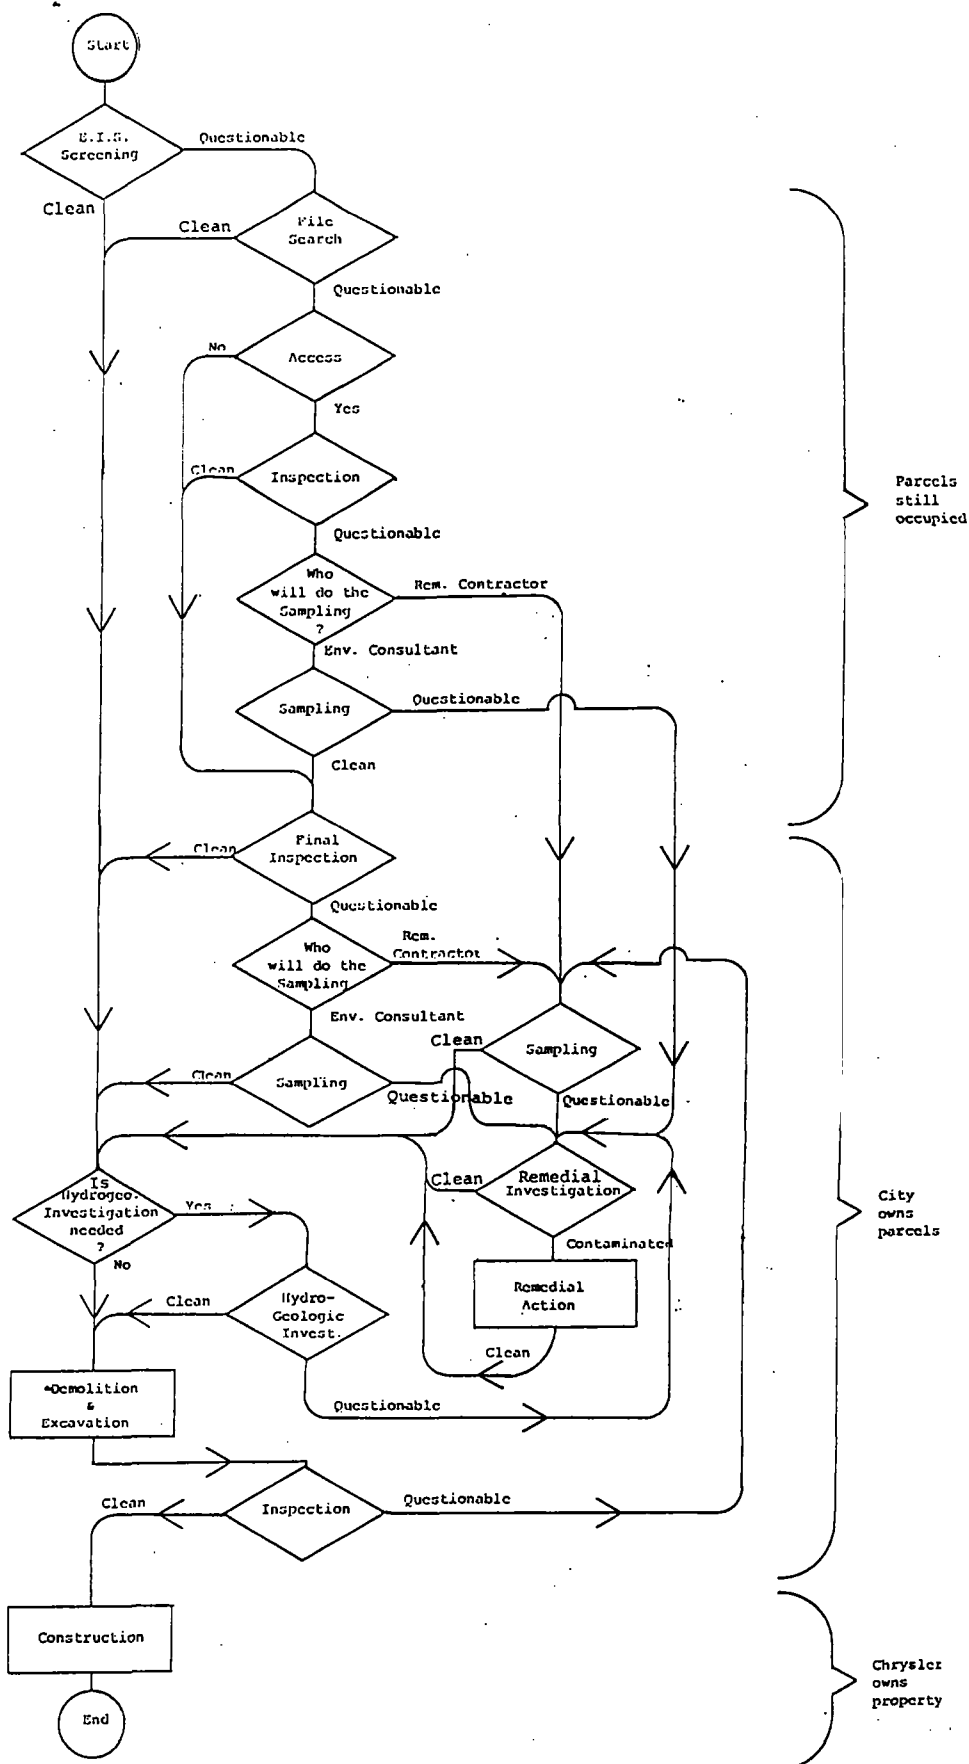 Start
E.I.S.
Screening
Questionable
Clean
File
Search
Clean
Questionable
Access
No
Yes
Inspection
Clean
Questionable
Who
will do the
Sampling
?
Rem. Contractor
Env. Consultant
Sampling
Questionable
Clean
Parcels
still
occupied
Final
Inspection
Clean
Questionable
Who
will do the
Sampling
Rem.
Contractor
Env. Consultant
Sampling
Clean
Questionable
Sampling
Clean
Questionable
Remedial
Investigation
Clean
Contaminated
Remedial
Action
Clean
Is
Hydrogeo.
Investigation
needed
?
Yes
No
Hydro-
Geologic
Invest.
Clean
Questionable
City
owns
parcels
*Demolition
&
Excavation
Inspection
Clean
Questionable
Construction
End
Chrysler
owns
property